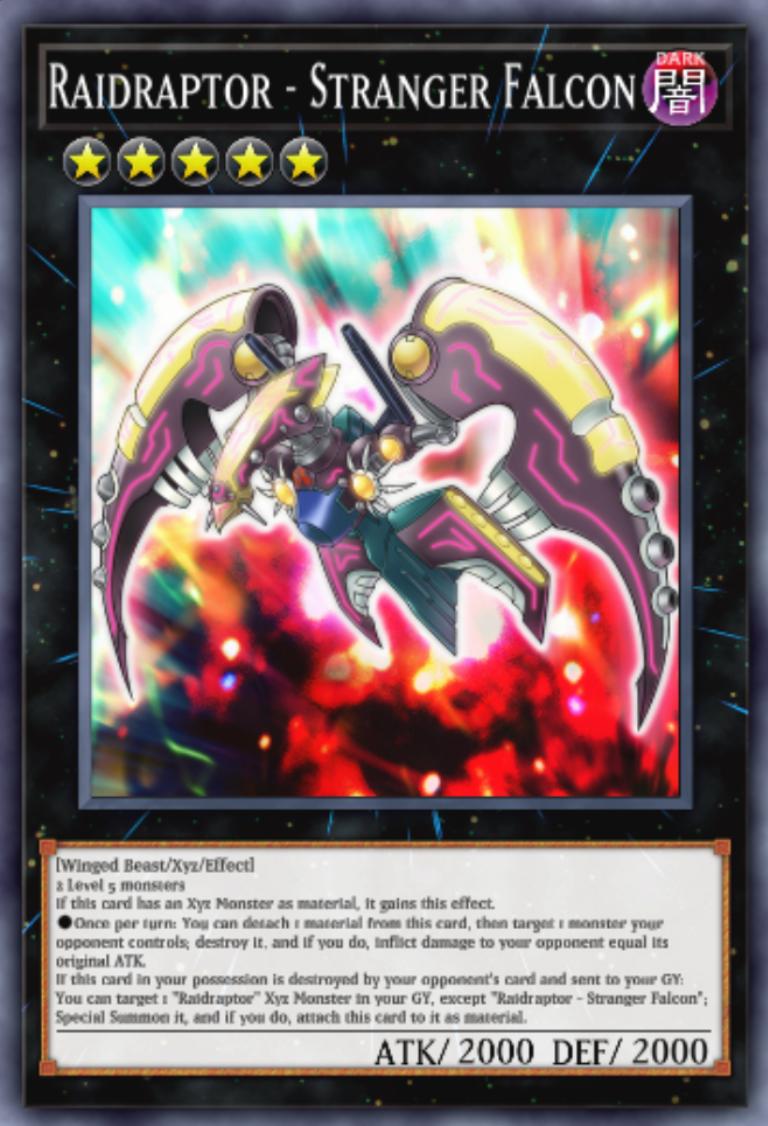 RAIDRAPTOR - STRANGER FALCON
DARK
闇
[Winged Beast/Xyz/Effect]
2 Level 5 monsters
If this card has an Xyz Monster as material, it gains this effect.
●Once per turn: You can detach 1 material from this card, then target 1 monster your
opponent controls; destroy it, and if you do, inflict damage to your opponent equal its
original ATK.
If this card in your possession is destroyed by your opponent's card and sent to your GY:
You can target 1 "Raidraptor" Xyz Monster in your GY, except "Raidraptor - Stranger Falcon";
Special Summon it, and if you do, attach this card to it as material.
ATK/ 2000 DEF/ 2000